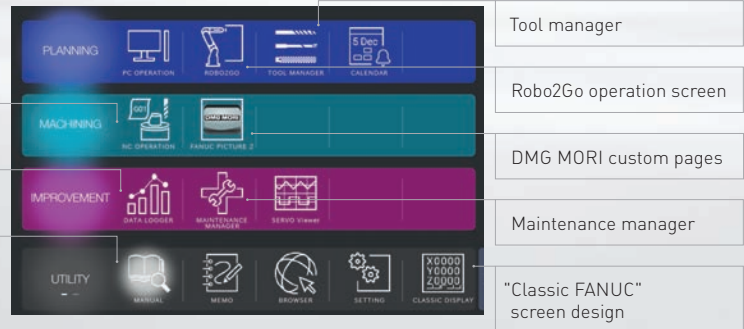 Tool manager
PLANNING
5 Dec
PC OPERATION
ROBO2GO
TOOL MANAGER
CALENDAR
Robo2Go operation screen
MACHINING
G01
DMG MORI
NC OPERATION
FANUC PICTURE 2
DMG MORI custom pages
IMPROVEMENT
DATA LOGGER
MAINTENANCE
MANAGER
SERVO Viewer
Maintenance manager
UTILITY
X0000
Y0000
Z0000
MANUAL
MEMO
BROWSER
SETTING
CLASSIC DISPLAY
"Classic FANUC"
screen design